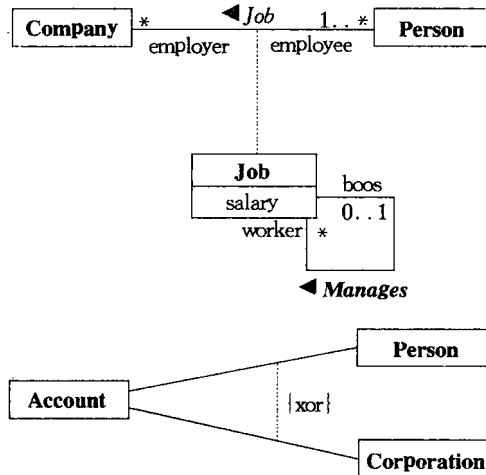 ◀ Job
Company * 1..* Person
employer employee
Job
salary
boos
0..1
worker *
◀ Manages
Person
Account {xor}
Corporation